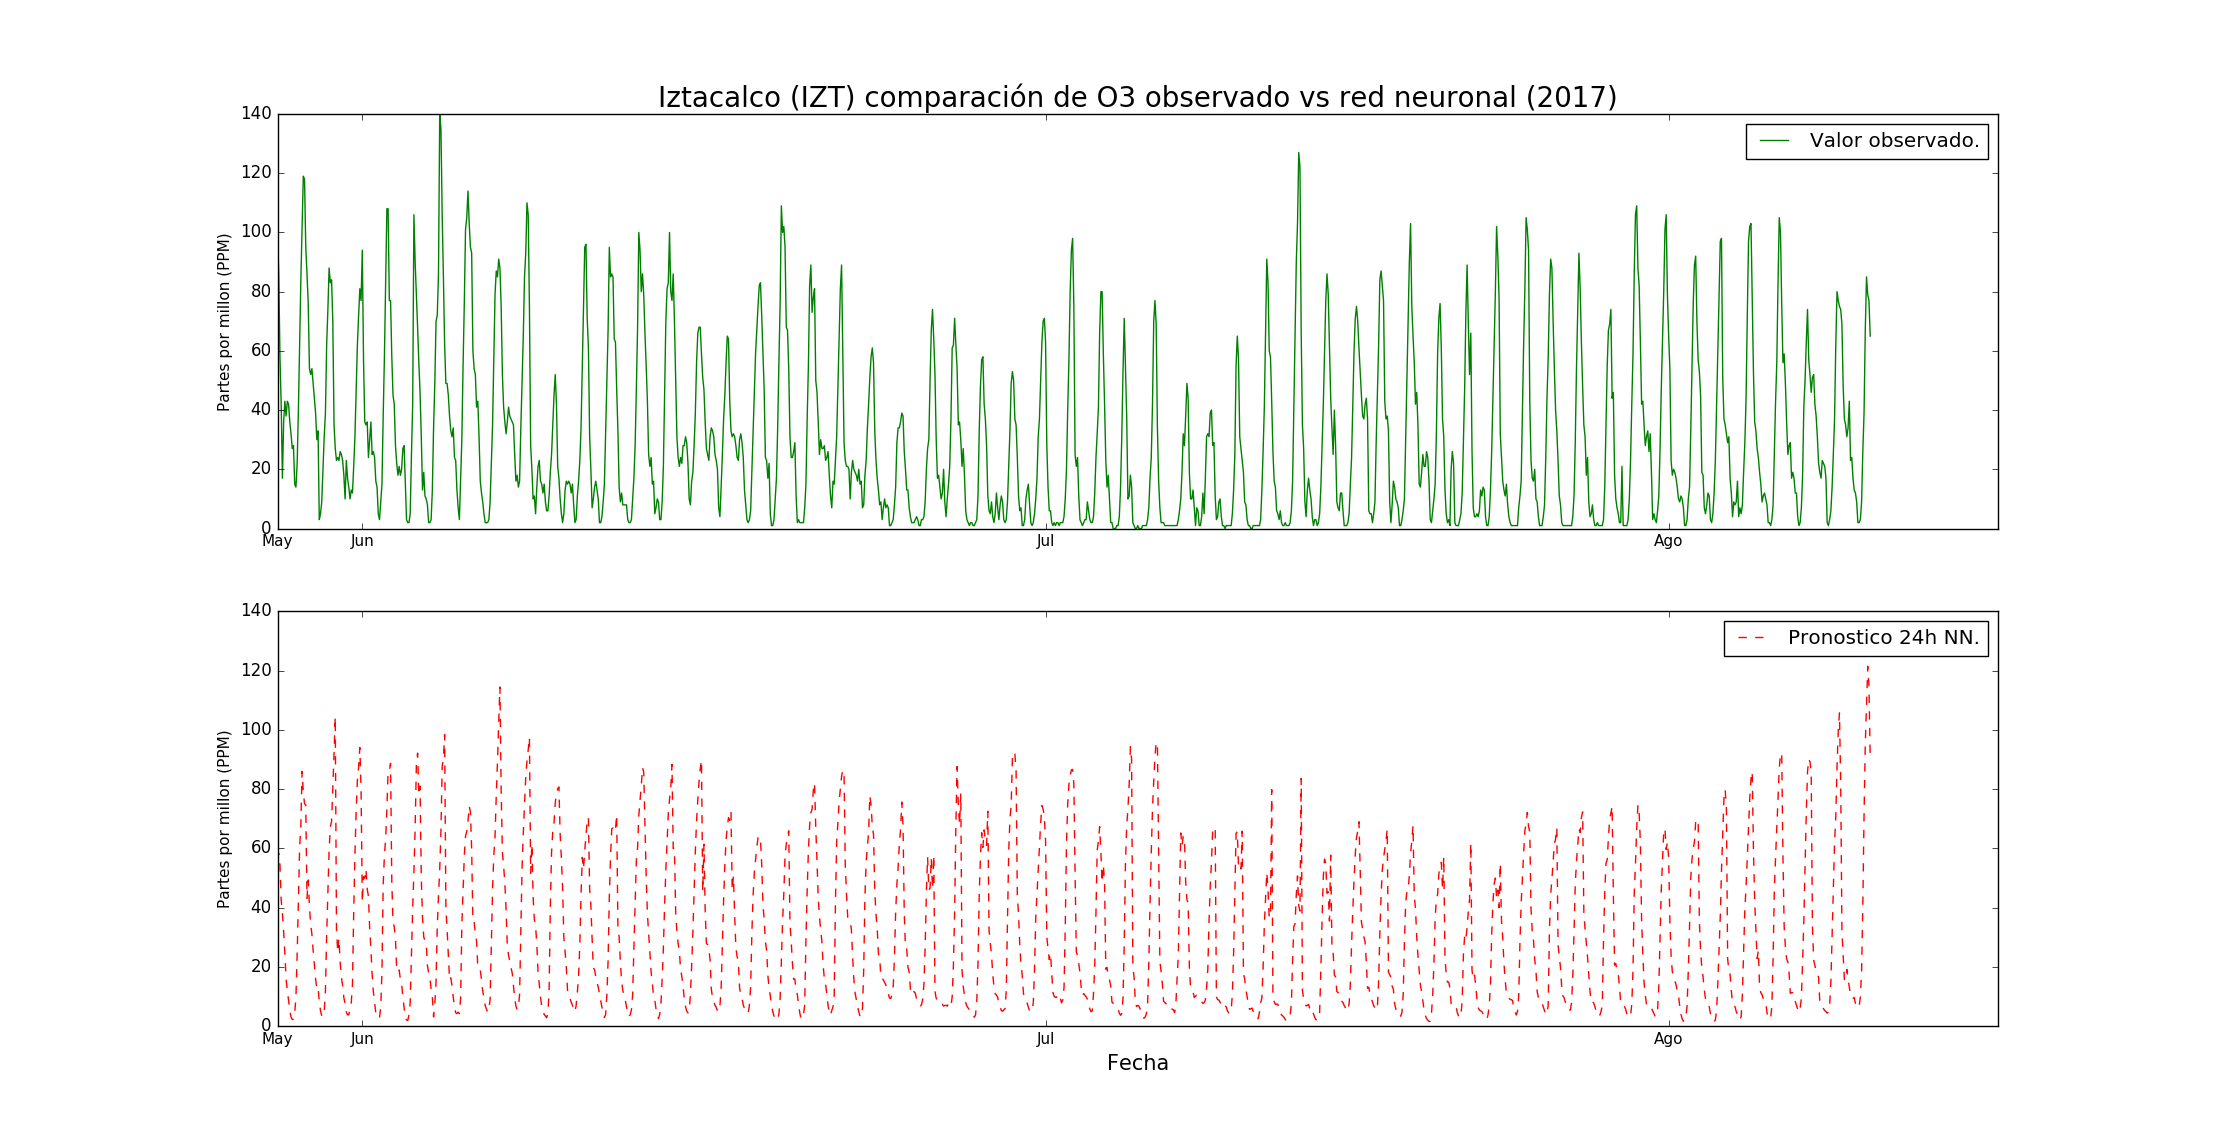 Iztacalco (IZT) comparación de O3 observado vs red neuronal (2017)
140
120
100
80
60
40
20
0
Partes por millon (PPM)
Valor observado.
May Jun Jul Ago
140
120
100
80
60
40
20
0
Partes por millon (PPM)
Pronostico 24h NN.
May Jun Jul Ago
Fecha